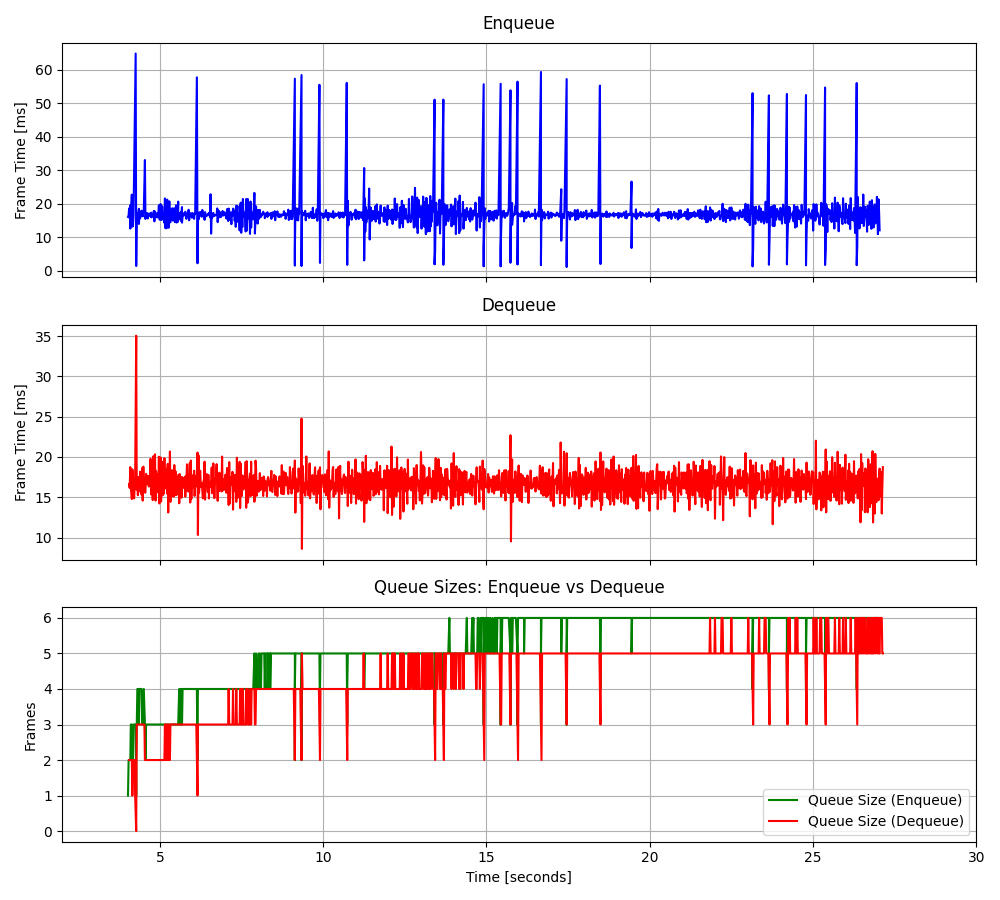 Enqueue
Frame Time [ms]
60
50
40
30
20
10
0
Dequeue
Frame Time [ms]
35
30
25
20
15
10
Queue Sizes: Enqueue vs Dequeue
Frames
6
5
4
3
2
1
0
Queue Size (Enqueue)
Queue Size (Dequeue)
5 10 15 20 25 30
Time [seconds]